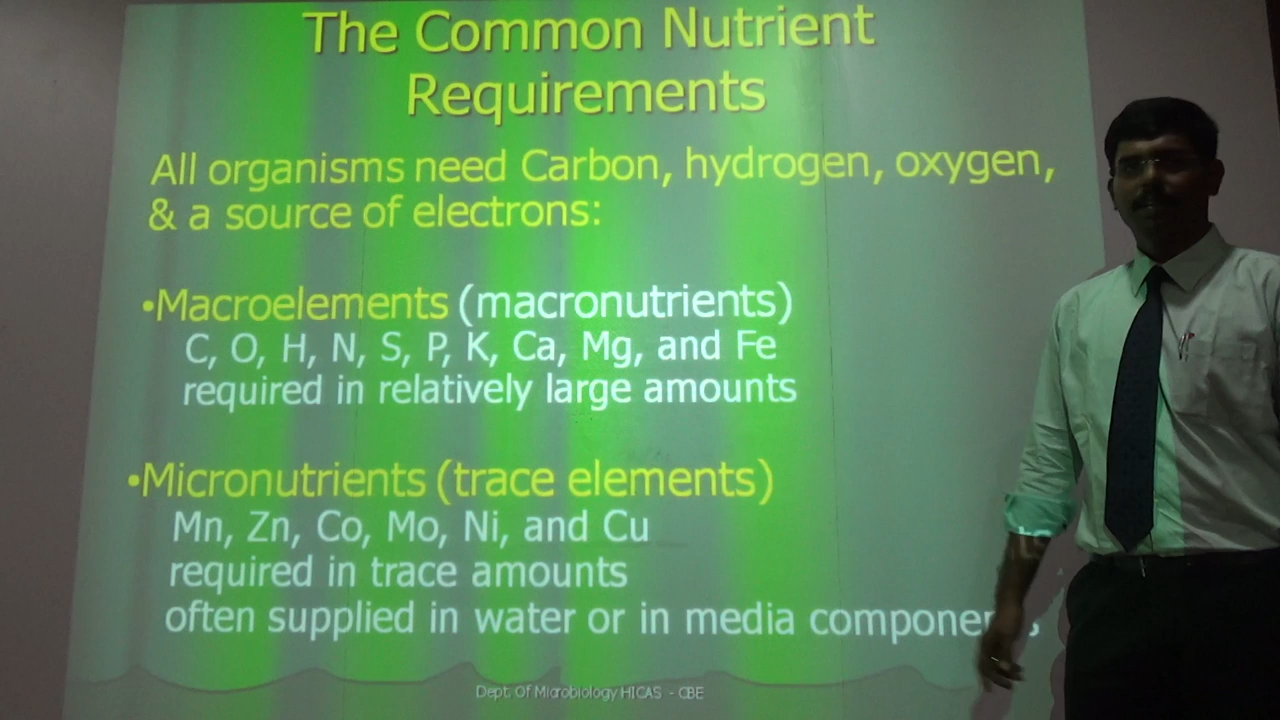 The Common Nutrient
Requirements
All organisms need Carbon, hydrogen, oxygen,
& a source of electrons:
•Macroelements (macronutrients)
C, O, H, N, S, P, K, Ca, Mg, and Fe
required in relatively large amounts
•Micronutrients (trace elements)
Mn, Zn, Co, Mo, Ni, and Cu
required in trace amounts
often supplied in water or in media
Dept. Of Microbiology HICAS - CBE